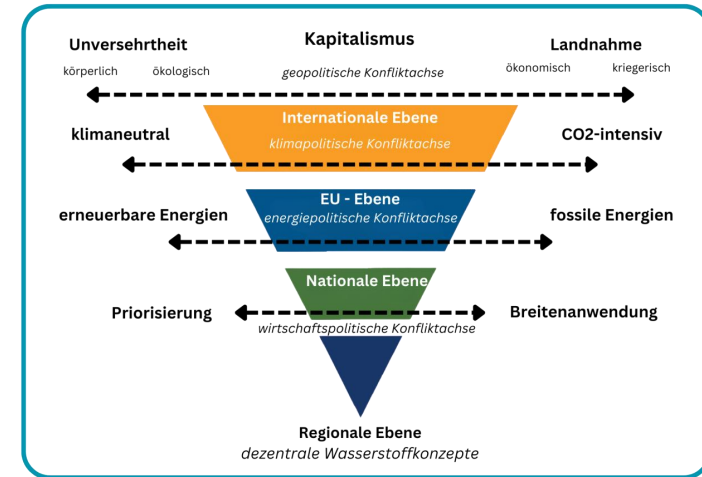 Kapitalismus
Unversehrtheit
Landnahme
körperlich ökologisch
geopolitische Konfliktachse
ökonomisch kriegerisch
Internationale Ebene
klimaneutral
klimapolitische Konfliktachse
CO2-intensiv
EU - Ebene
erneuerbare Energien
energiepolitische Konfliktachse
fossile Energien
Nationale Ebene
Priorisierung
Breitenanwendung
wirtschaftspolitische Konfliktachse
Regionale Ebene
dezentrale Wasserstoffkonzepte